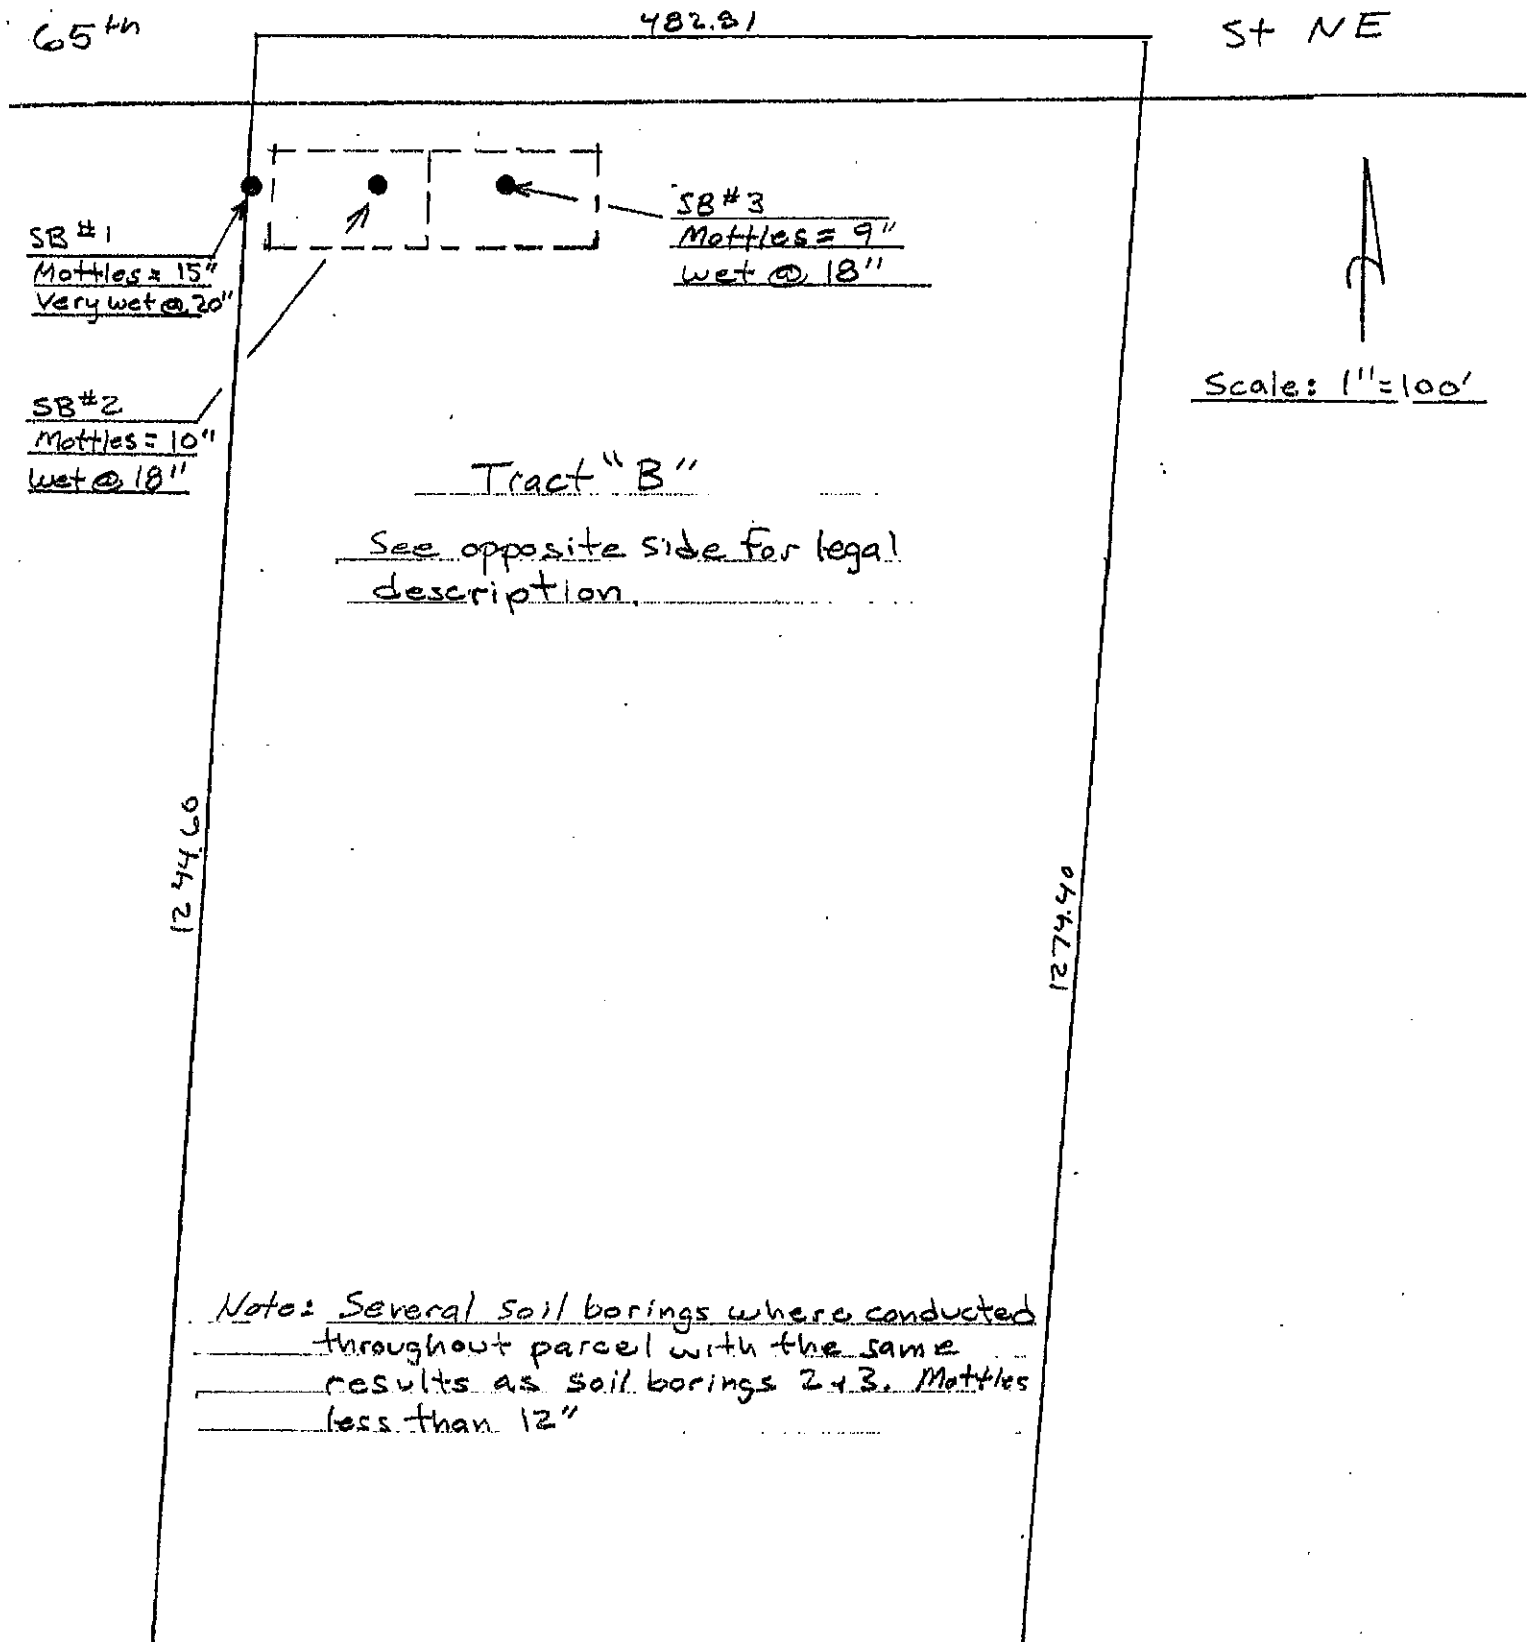 65th
482.81
St NE
SB #1
Mottles = 15"
Very wet @ 20"
SB #3
Mottles = 9"
wet @ 18"
Scale: 1"=100'
SB #2
Mottles = 10"
wet @ 18"
Tract "B"
See opposite side for legal
description.
1244.60
1274.40
Note: Several soil borings where conducted
throughout parcel with the same
results as soil borings 2 & 3. Mottles
less than 12"